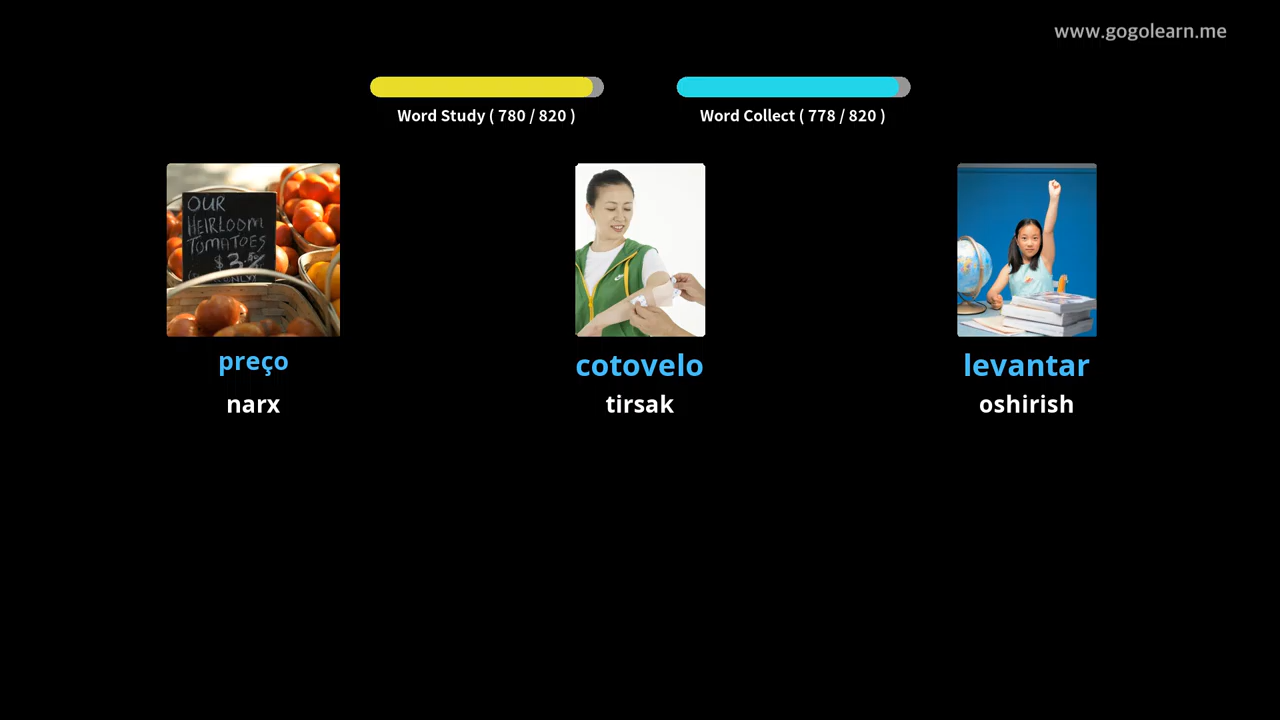 www.gogolearn.me
Word Study ( 780 / 820 )
Word Collect ( 778 / 820 )
OUR
HEIRLOOM
TOMATOES
preço
cotovelo
levantar
narx
tirsak
oshirish